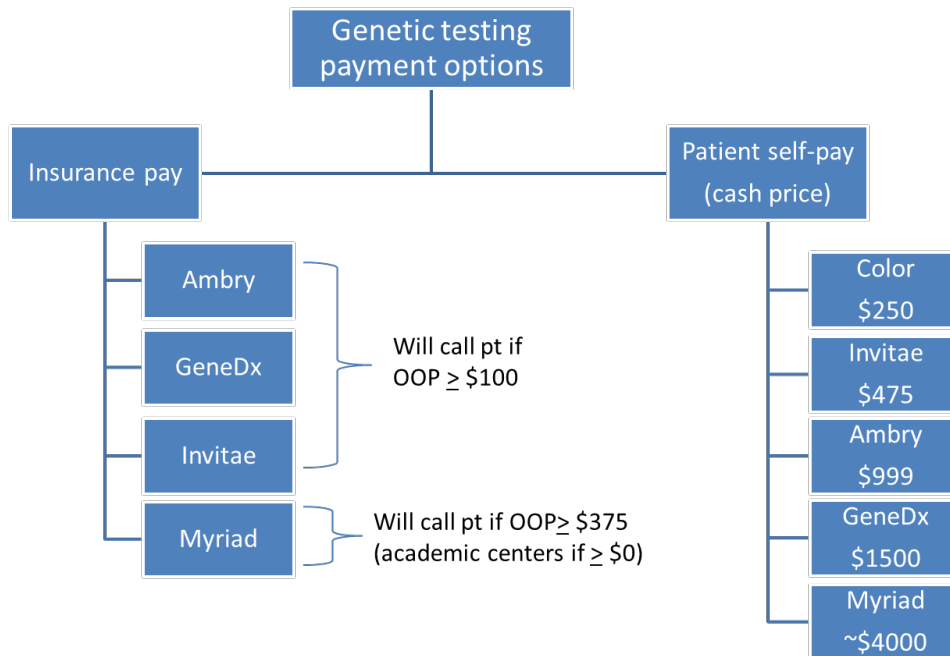 Genetic testing
payment options
Insurance pay
Ambry
GeneDx
Invitae
Myriad
Will call pt if
OOP ≥ $100
Will call pt if OOP≥ $375
(academic centers if ≥ $0)
Patient self-pay
(cash price)
Color
$250
Invitae
$475
Ambry
$999
GeneDx
$1500
Myriad
~$4000